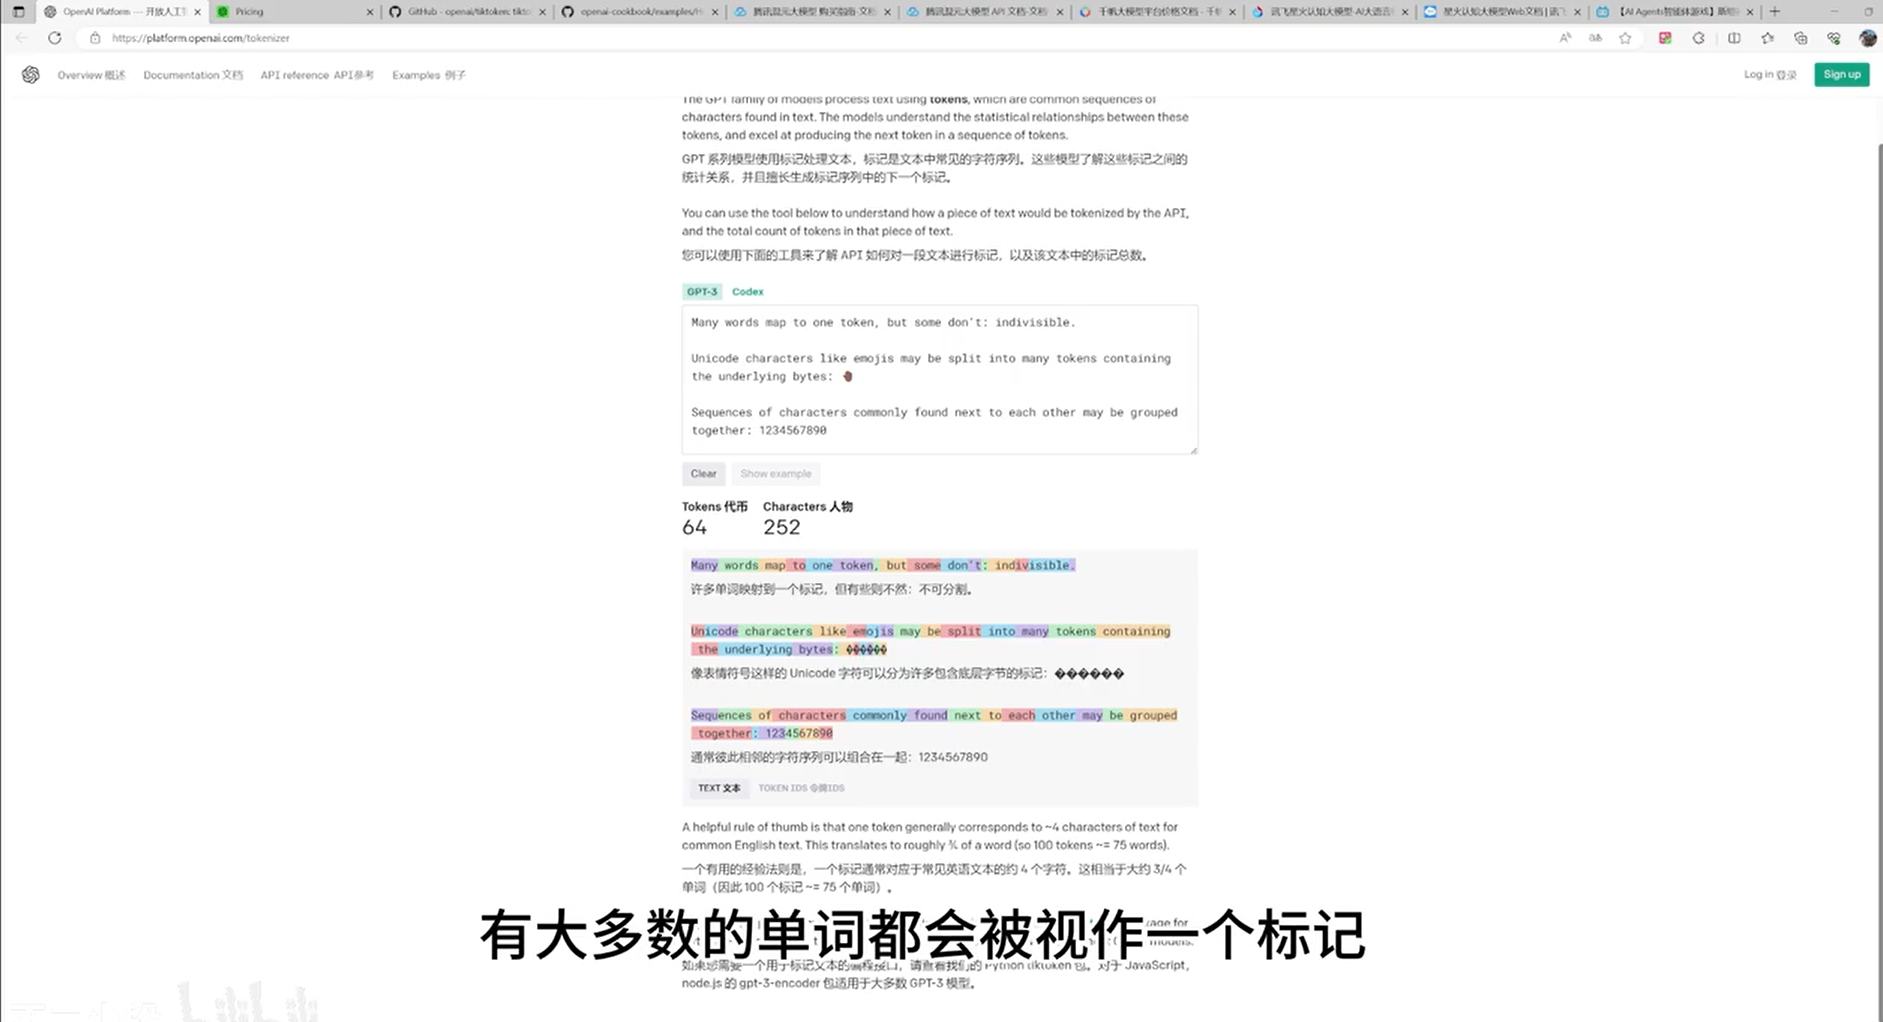 OpenAI Platform
Pricing
GitHub - openai/tiktoken:
openai-cookbook/examples/
腾讯混元大模型 购买指南-文档
腾讯混元大模型 API 文档-文档
千帆大模型平台价格文档 - 千帆
讯飞星火认知大模型-AI大语言
星火认知大模型Web文档 | 讯飞
【AI Agents智能体游戏】
https://platform.openai.com/tokenizer
Overview 概述 Documentation 文档 API reference API参考 Examples 例子
Log in 登录 Sign up
The GPT family of models process text using tokens, which are common sequences of
characters found in text. The models understand the statistical relationships between these
tokens, and excel at producing the next token in a sequence of tokens.
GPT 系列模型使用标记处理文本，标记是文本中常见的字符序列。这些模型了解这些标记之间的
统计关系，并且擅长生成标记序列中的下一个标记。
You can use the tool below to understand how a piece of text would be tokenized by the API,
and the total count of tokens in that piece of text.
您可以使用下面的工具来了解 API 如何对一段文本进行标记，以及该文本中的标记总数。
GPT-3 Codex
Many words map to one token, but some don't: indivisible.
Unicode characters like emojis may be split into many tokens containing
the underlying bytes: 🤚🏾
Sequences of characters commonly found next to each other may be grouped
together: 1234567890
Clear Show example
Tokens 代币 Characters 人物
64 252
Many words map to one token, but some don't: indivisible.
许多单词映射到一个标记，但有些则不然：不可分割。
Unicode characters like emojis may be split into many tokens containing
the underlying bytes: ������
像表情符号这样的 Unicode 字符可以分为许多包含底层字节的标记：������
Sequences of characters commonly found next to each other may be grouped
together: 1234567890
通常彼此相邻的字符序列可以组合在一起：1234567890
TEXT 文本 TOKEN IDS 令牌IDS
A helpful rule of thumb is that one token generally corresponds to ~4 characters of text for
common English text. This translates to roughly ¾ of a word (so 100 tokens ~= 75 words).
一个有用的经验法则是，一个标记通常对应于常见英语文本的约 4 个字符。这相当于大约 3/4 个
单词（因此 100 个标记 ~= 75 个单词）。
有大多数的单词都会被视作一个标记
如果您需要一个用于标记文本的编程接口，请查看我们的 Python tiktoken 包。对于 JavaScript，
node.js 的 gpt-3-encoder 包适用于大多数 GPT-3 模型。